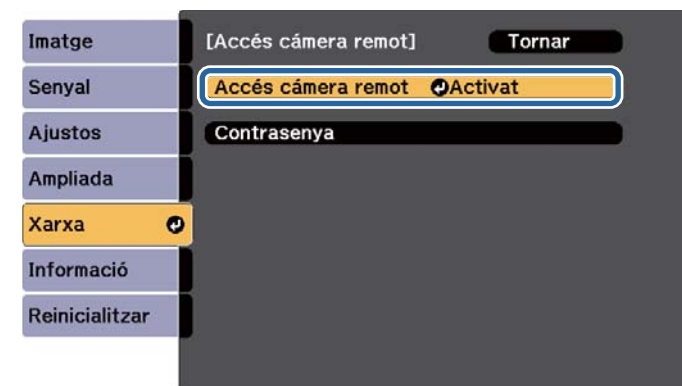 Imatge
Senyal
Ajustos
Ampliada
Xarxa
Informació
Reinicialitzar
[Accés cámera remot] Tornar
Accés cámera remot Activat
Contrasenya